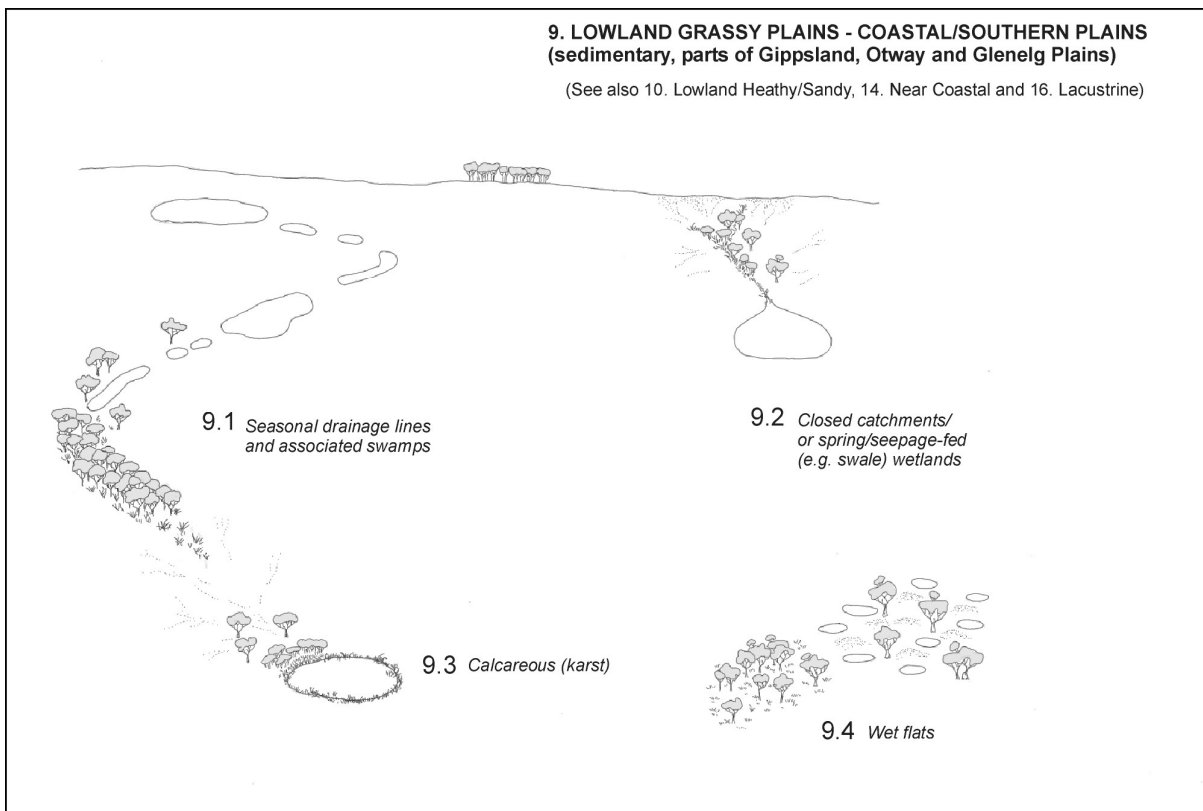 9. LOWLAND GRASSY PLAINS - COASTAL/SOUTHERN PLAINS
(sedimentary, parts of Gippsland, Otway and Glenelg Plains)
(See also 10. Lowland Heathy/Sandy, 14. Near Coastal and 16. Lacustrine)
9.1 Seasonal drainage lines
and associated swamps
9.2 Closed catchments/
or spring/seepage-fed
(e.g. swale) wetlands
9.3 Calcareous (karst)
9.4 Wet flats